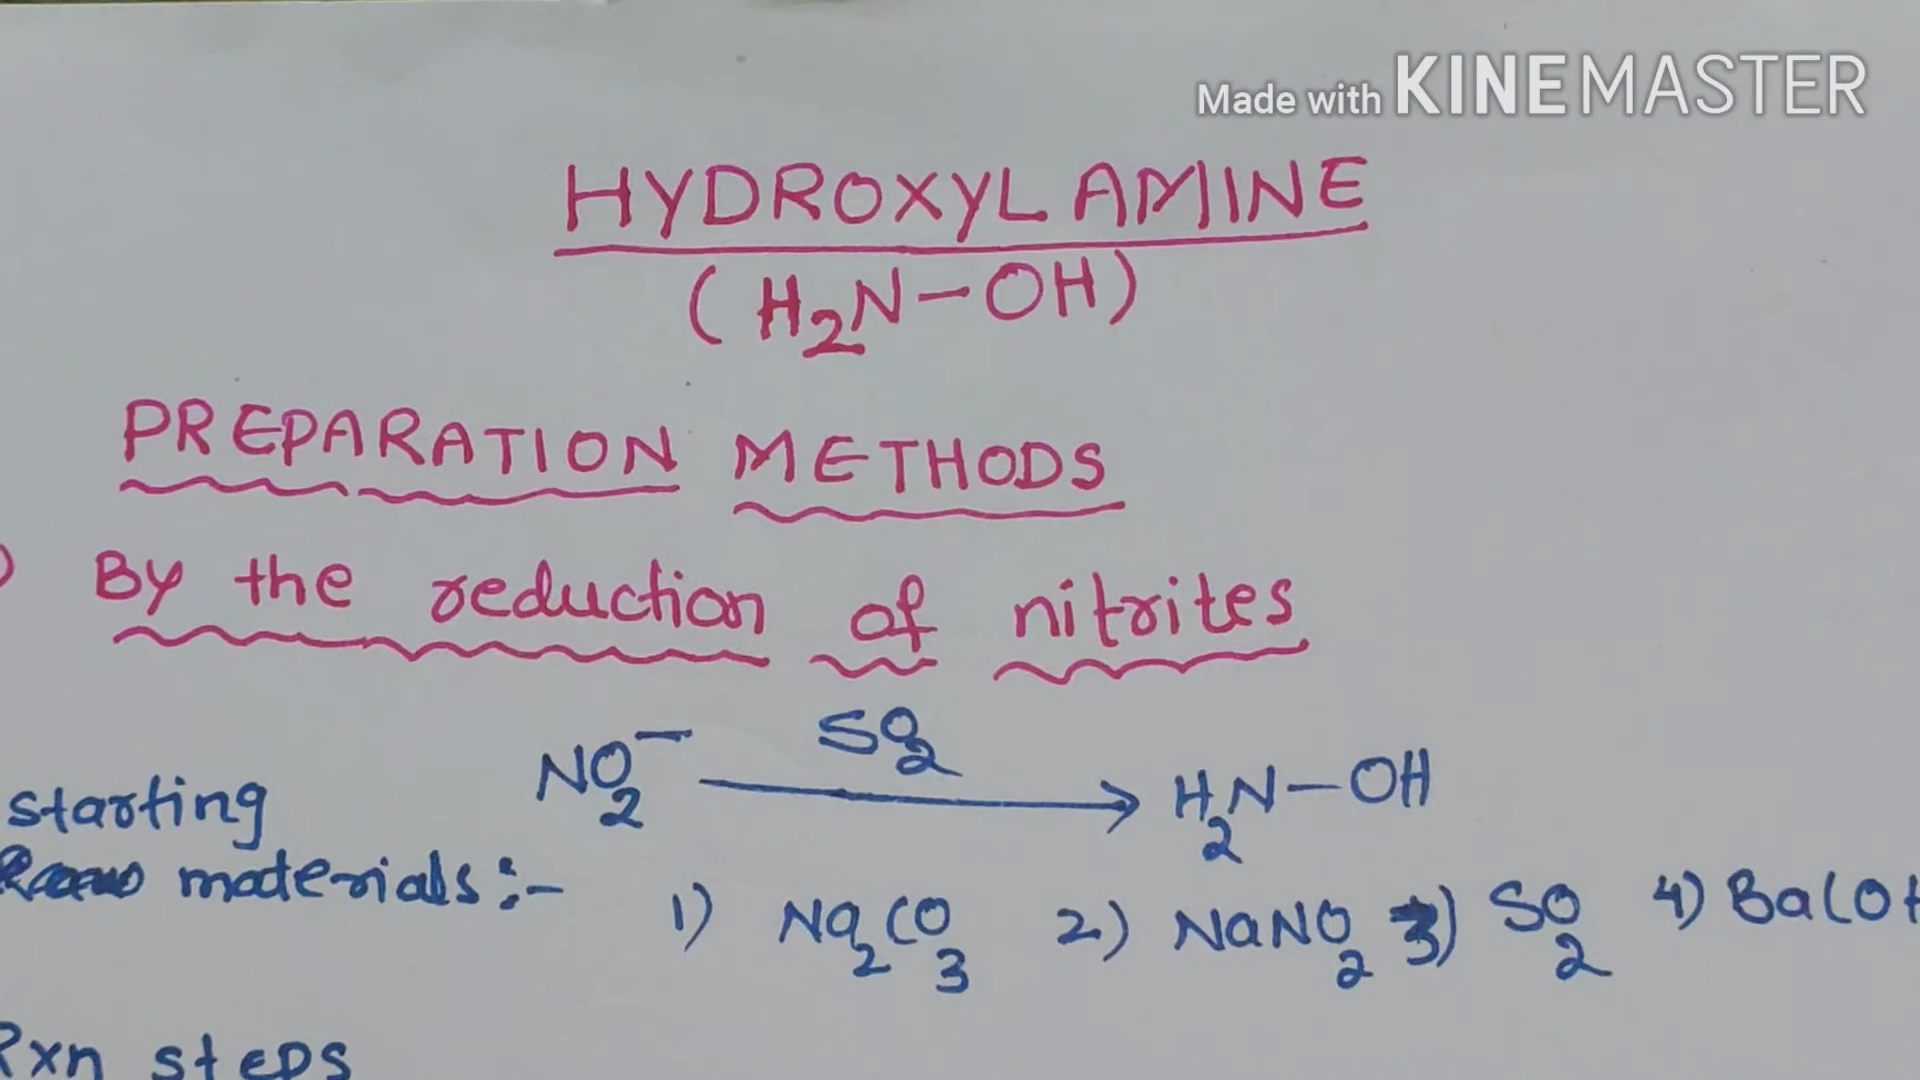 Made with KINEMASTER
HYDROXYLAMINE
(H₂N-OH)
PREPARATION METHODS
) By the reduction of nitrites
NO₂⁻ SO₂ → H₂N-OH
starting
materials:- 1) Na₂CO₃ 2) NaNO₂ 3) SO₂ 4) Ba(OH
Rxn steps